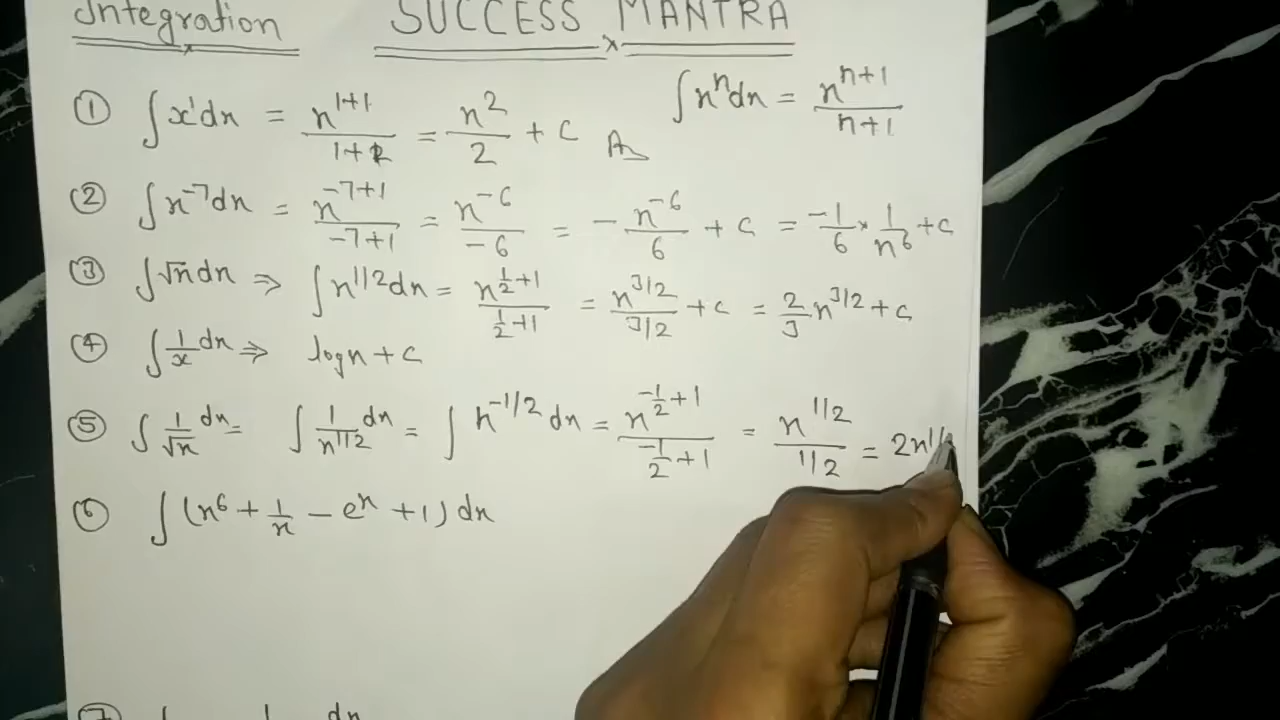 Integration SUCCESS MANTRA
∫xⁿdx = xⁿ⁺¹/n+1
① ∫x¹dx = x¹⁺¹/1+1 = x²/2 + C Ans
② ∫x⁻⁷dx = x⁻⁷⁺¹/-7+1 = x⁻⁶/-6 = -x⁻⁶/6 + C = -1/6 × 1/x⁶ + C
③ ∫√x dx ⇒ ∫x^1/2 dx = x^(1/2+1)/(1/2+1) = x^3/2/3/2 + C = 2/3 x^3/2 + C
④ ∫1/x dx ⇒ logx + C
⑤ ∫1/√x dx = ∫1/x^1/2 dx = ∫x^-1/2 dx = x^(-1/2+1)/(-1/2+1) = x^1/2/1/2 = 2x
⑥ ∫(x⁶ + 1/x - eˣ + 1) dx